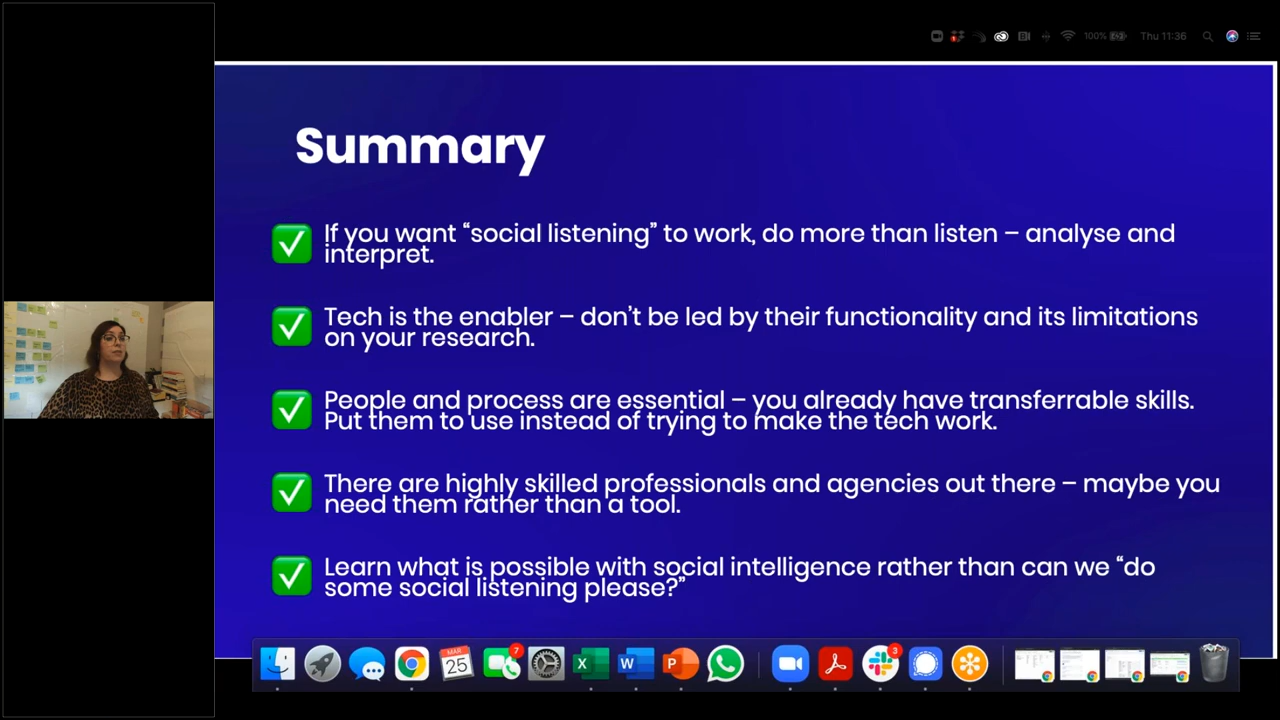 100%
Thu 11:36
Summary
If you want “social listening” to work, do more than listen – analyse and
interpret.
Tech is the enabler – don’t be led by their functionality and its limitations
on your research.
People and process are essential – you already have transferrable skills.
Put them to use instead of trying to make the tech work.
There are highly skilled professionals and agencies out there – maybe you
need them rather than a tool.
Learn what is possible with social intelligence rather than can we “do
some social listening please?”
MAR
25
7
X
W
P
3